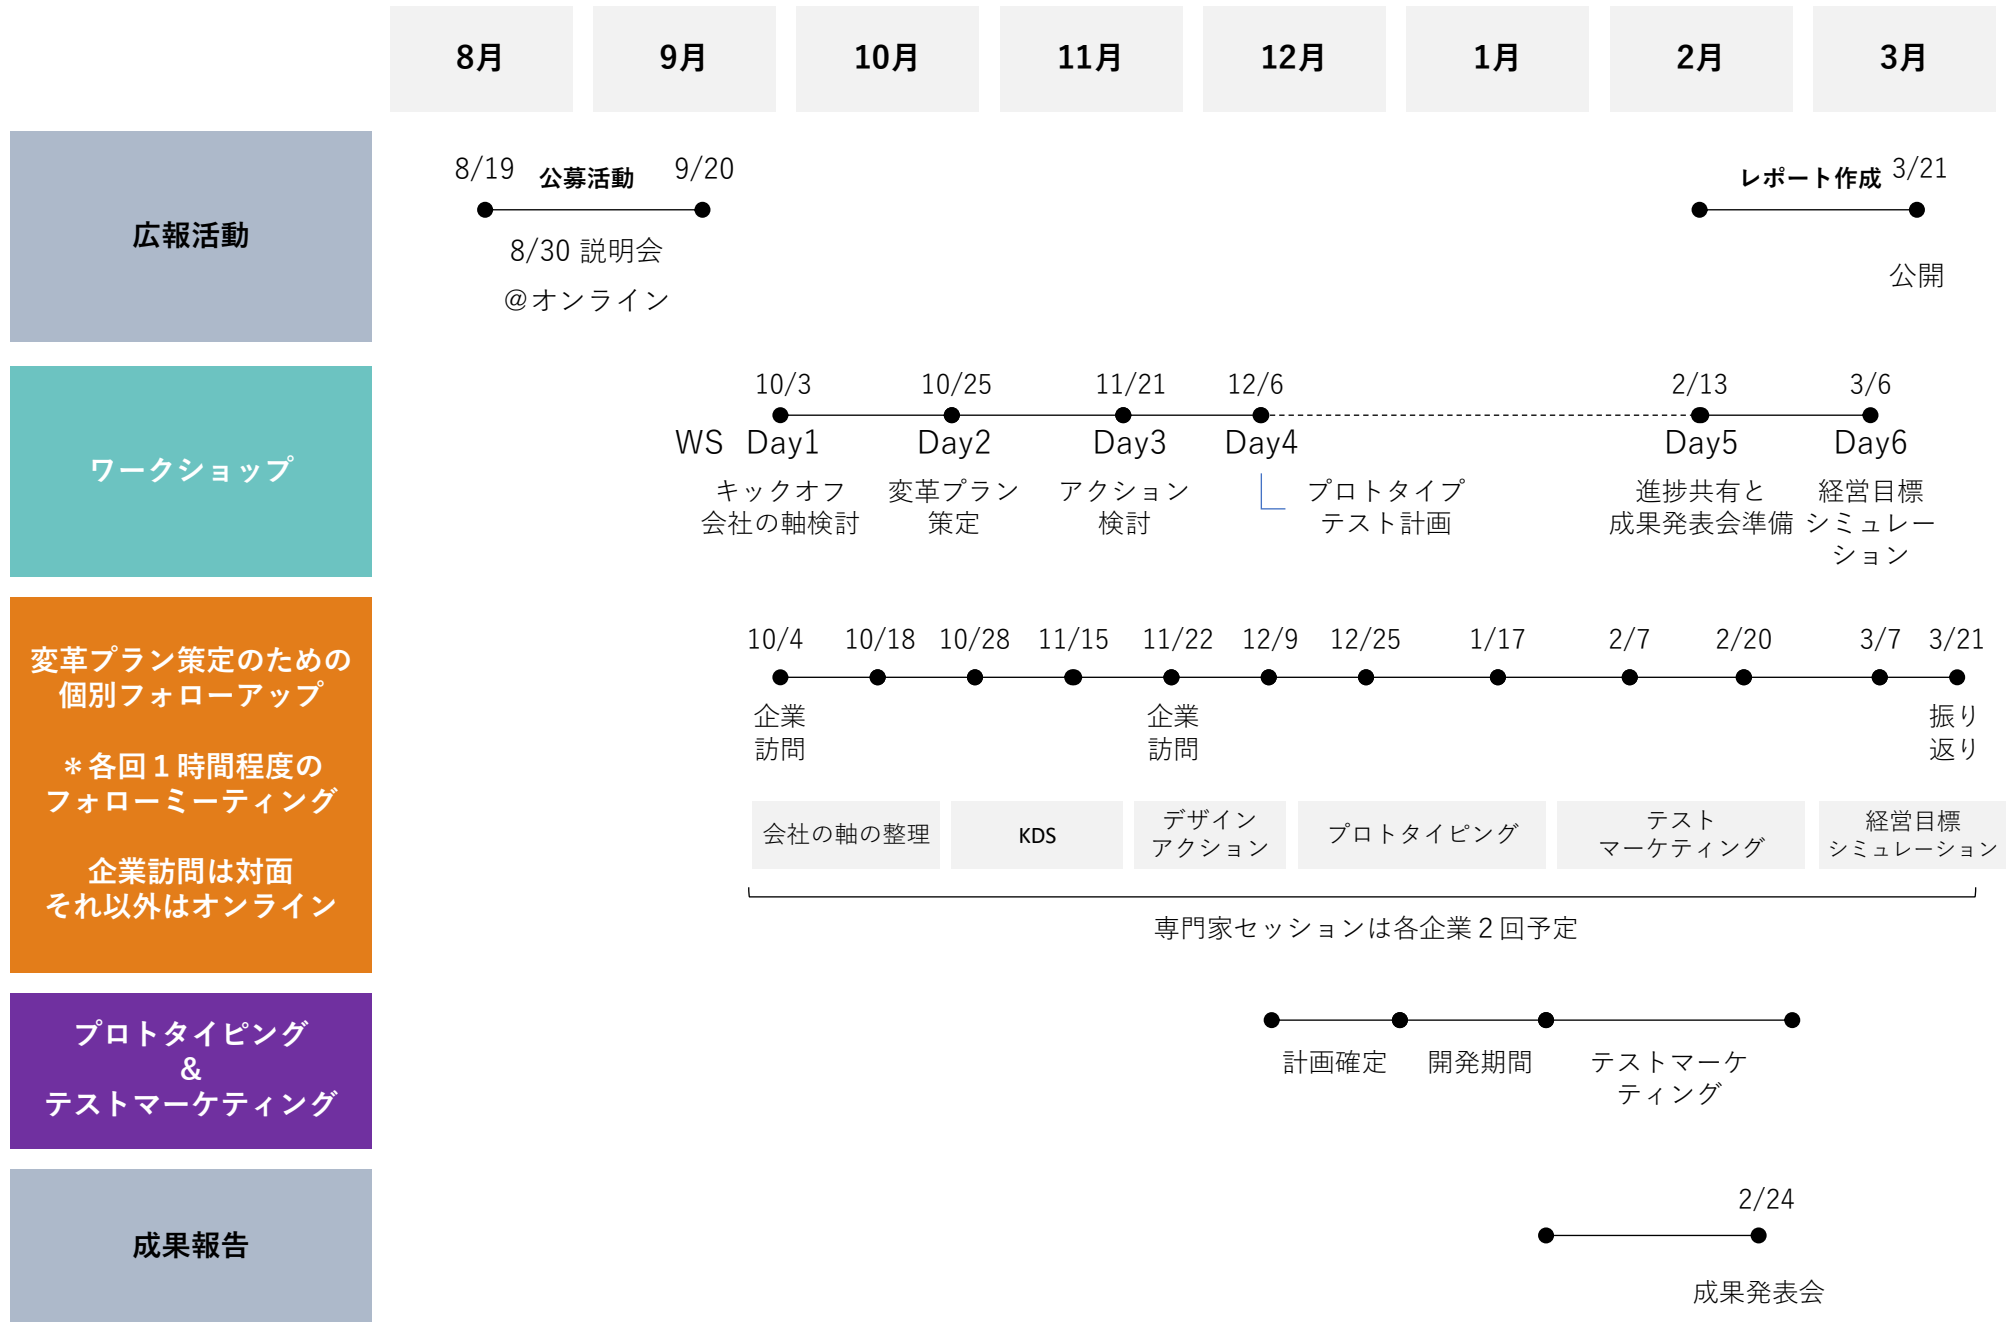 8月 9月 10月 11月 12月 1月 2月 3月
広報活動
8/19 公募活動 9/20
8/30 説明会
@オンライン
レポート作成 3/21
公開
ワークショップ
10/3 10/25 11/21 12/6 2/13 3/6
WS Day1 Day2 Day3 Day4 Day5 Day6
キックオフ
会社の軸検討
変革プラン
策定
アクション
検討
プロトタイプ
テスト計画
進捗共有と
成果発表会準備
経営目標
シミュレー
ション
変革プラン策定のための
個別フォローアップ
＊各回１時間程度の
フォローミーティング
企業訪問は対面
それ以外はオンライン
10/4 10/18 10/28 11/15 11/22 12/9 12/25 1/17 2/7 2/20 3/7 3/21
企業
訪問
企業
訪問
振り
返り
会社の軸の整理
KDS
デザイン
アクション
プロトタイピング
テスト
マーケティング
経営目標
シミュレーション
専門家セッションは各企業２回予定
プロトタイピング
&
テストマーケティング
計画確定
開発期間
テストマーケ
ティング
成果報告
2/24
成果発表会